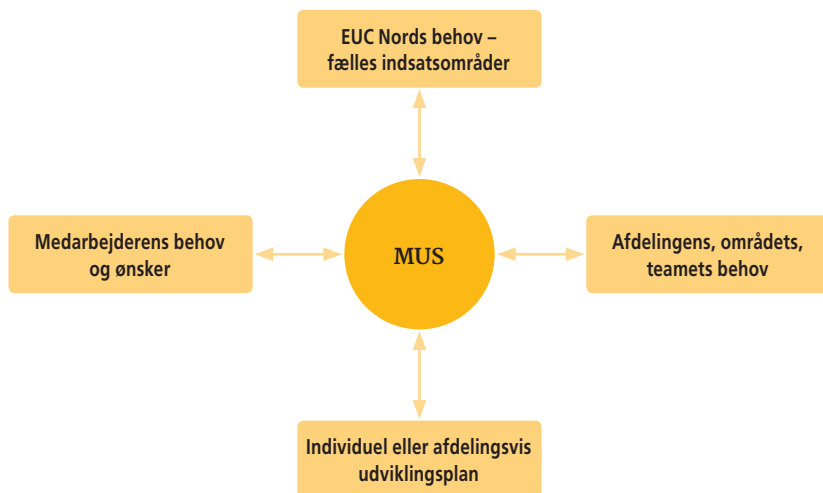 EUC Nords behov –
fælles indsatsområder
Medarbejderens behov
og ønsker
MUS
Afdelingens, områdets,
teamets behov
Individuel eller afdelingsvis
udviklingsplan